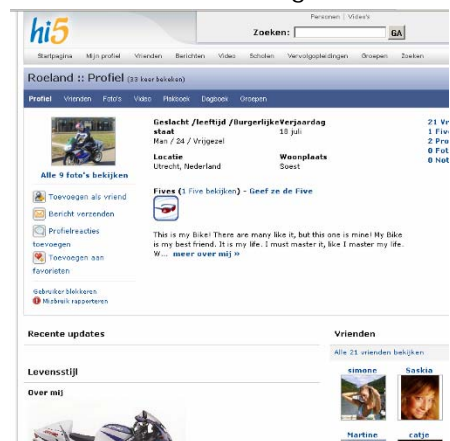 hi5
Personen | Video's
Zoeken: GA
Startpagina Mijn profiel Vrienden Berichten Video Scholen Vervolgopleidingen Groepen Zoeken
Roeland :: Profiel (33 keer bekeken)
Profiel Vrienden Foto's Video Plakboek Dagboek Groepen
Alle 9 foto's bekijken
Toevoegen als vriend
Bericht verzenden
Profielreacties
toevoegen
Toevoegen aan
favorieten
Gebruiker blokkeren
Misbruik rapporteren
Geslacht /leeftijd /Burgerlijke
staat
Man / 24 / Vrijgezel
Verjaardag
18 juli
Locatie
Utrecht, Nederland
Woonplaats
Soest
21 Vr
1 Fiv
2 Pro
0 Fot
0 Not
Fives (1 Five bekijken) - Geef ze de Five
This is my Bike! There are many like it, but this one is mine! My Bike
is my best friend. It is my life. I must master it, like I master my life.
W... meer over mij »
Recente updates
Levensstijl
Over mij
Vrienden
Alle 21 vrienden bekijken
simone Saskia
Martine catje